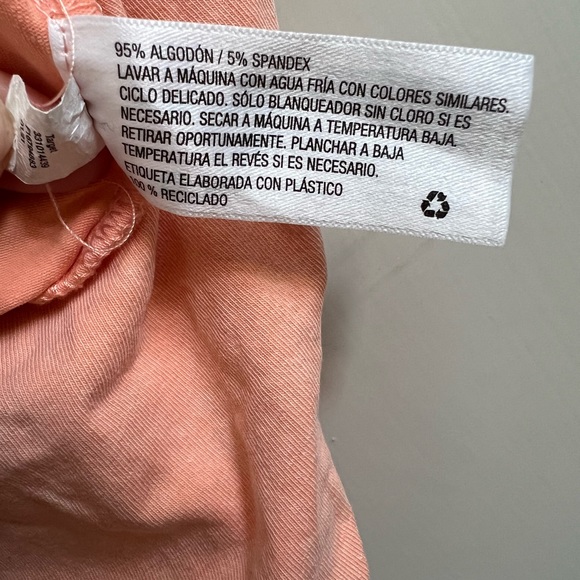 95% ALGODÓN / 5% SPANDEX
LAVAR A MÁQUINA CON AGUA FRÍA CON COLORES SIMILARES.
CICLO DELICADO. SÓLO BLANQUEADOR SIN CLORO SI ES
NECESARIO. SECAR A MÁQUINA A TEMPERATURA BAJA.
RETIRAR OPORTUNAMENTE. PLANCHAR A BAJA
TEMPERATURA EL REVÉS SI ES NECESARIO.
ETIQUETA ELABORADA CON PLÁSTICO
100 % RECICLADO
Target